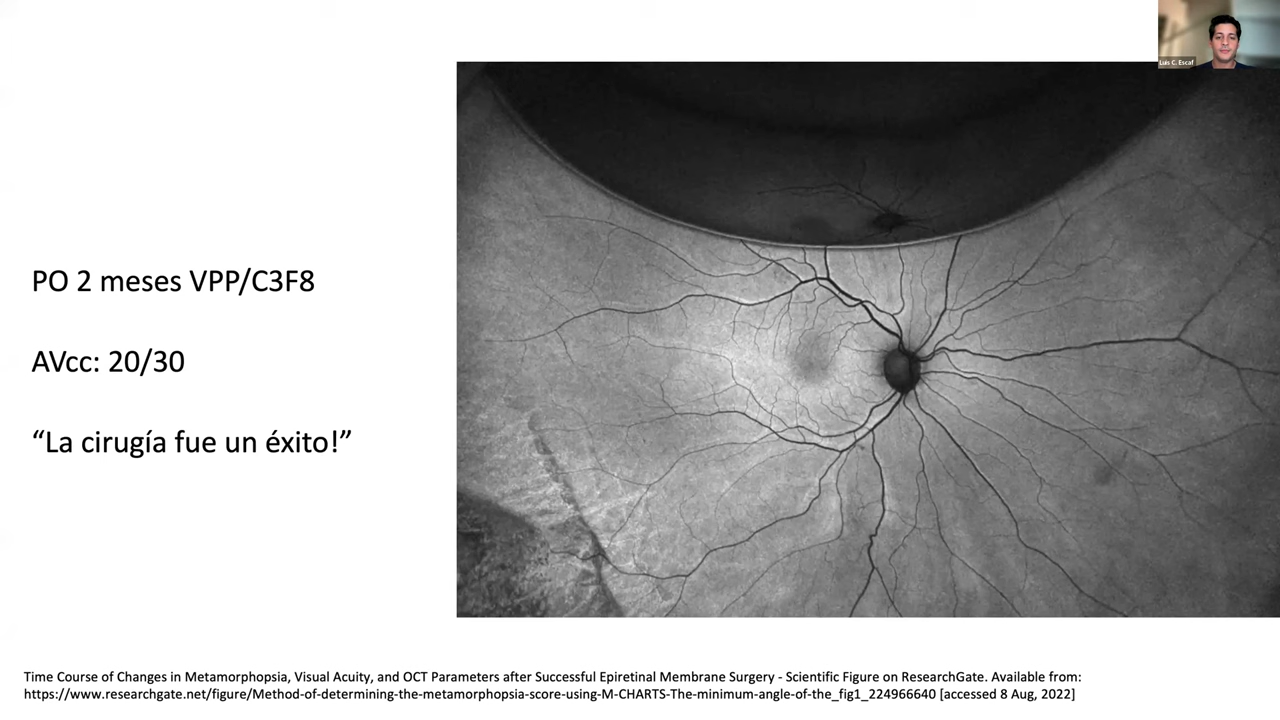 Luis C. Escaf
PO 2 meses VPP/C3F8
AVcc: 20/30
“La cirugía fue un éxito!”
Time Course of Changes in Metamorphopsia, Visual Acuity, and OCT Parameters after Successful Epiretinal Membrane Surgery - Scientific Figure on ResearchGate. Available from:
https://www.researchgate.net/figure/Method-of-determining-the-metamorphopsia-score-using-M-CHARTS-The-minimum-angle-of-the_fig1_224966640 [accessed 8 Aug, 2022]